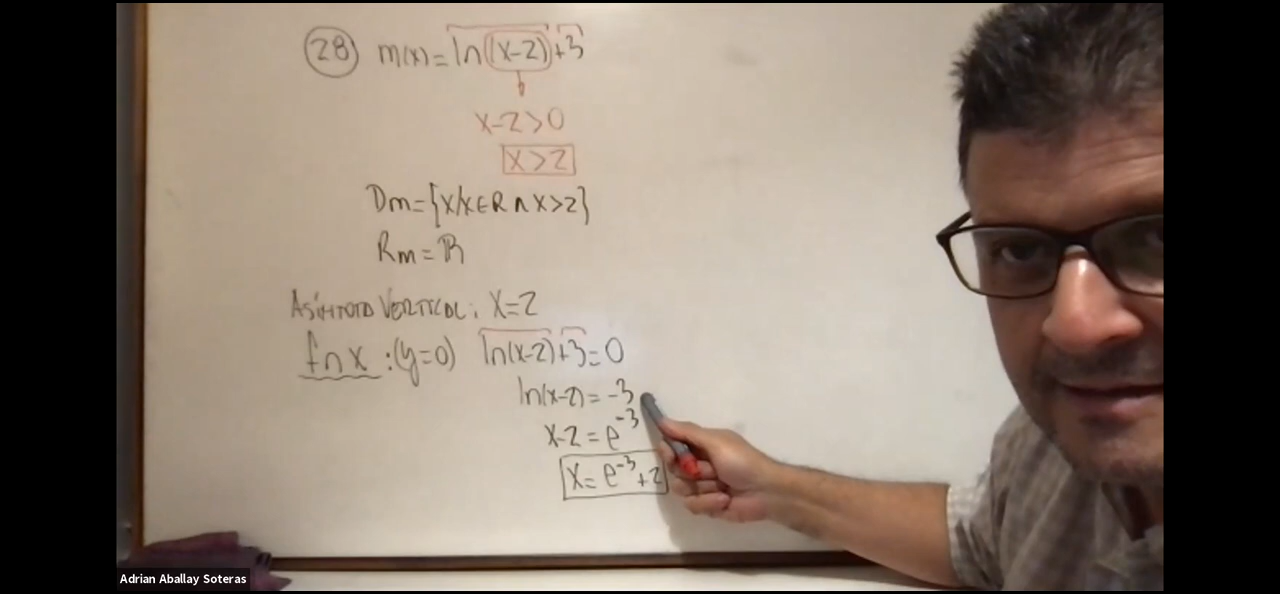 28 m(x)= ln(x-2)+3
x-2>0
x>2
Dm={x/x∈R∧x>2}
Rm=R
ASÍNTOTA VERTICAL: x=2
f∩x:(y=0) ln(x-2)+3=0
ln(x-2)=-3
x-2=e⁻³
x=e⁻³+2
Adrian Aballay Soteras